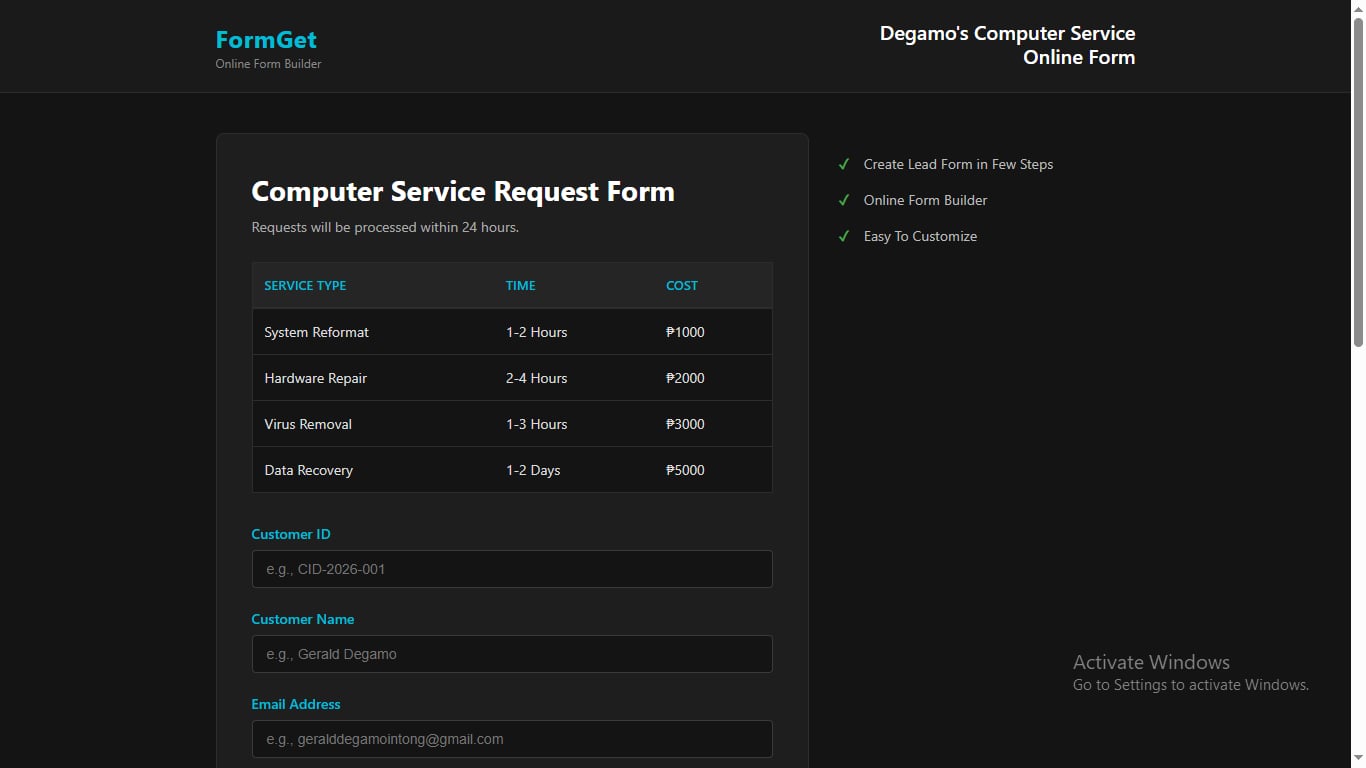 FormGet
Online Form Builder
Degamo's Computer Service
Online Form
Computer Service Request Form
Requests will be processed within 24 hours.
SERVICE TYPE TIME COST
System Reformat 1-2 Hours ₱1000
Hardware Repair 2-4 Hours ₱2000
Virus Removal 1-3 Hours ₱3000
Data Recovery 1-2 Days ₱5000
Customer ID
e.g., CID-2026-001
Customer Name
e.g., Gerald Degamo
Email Address
e.g., geralddegamointong@gmail.com
✓ Create Lead Form in Few Steps
✓ Online Form Builder
✓ Easy To Customize
Activate Windows
Go to Settings to activate Windows.